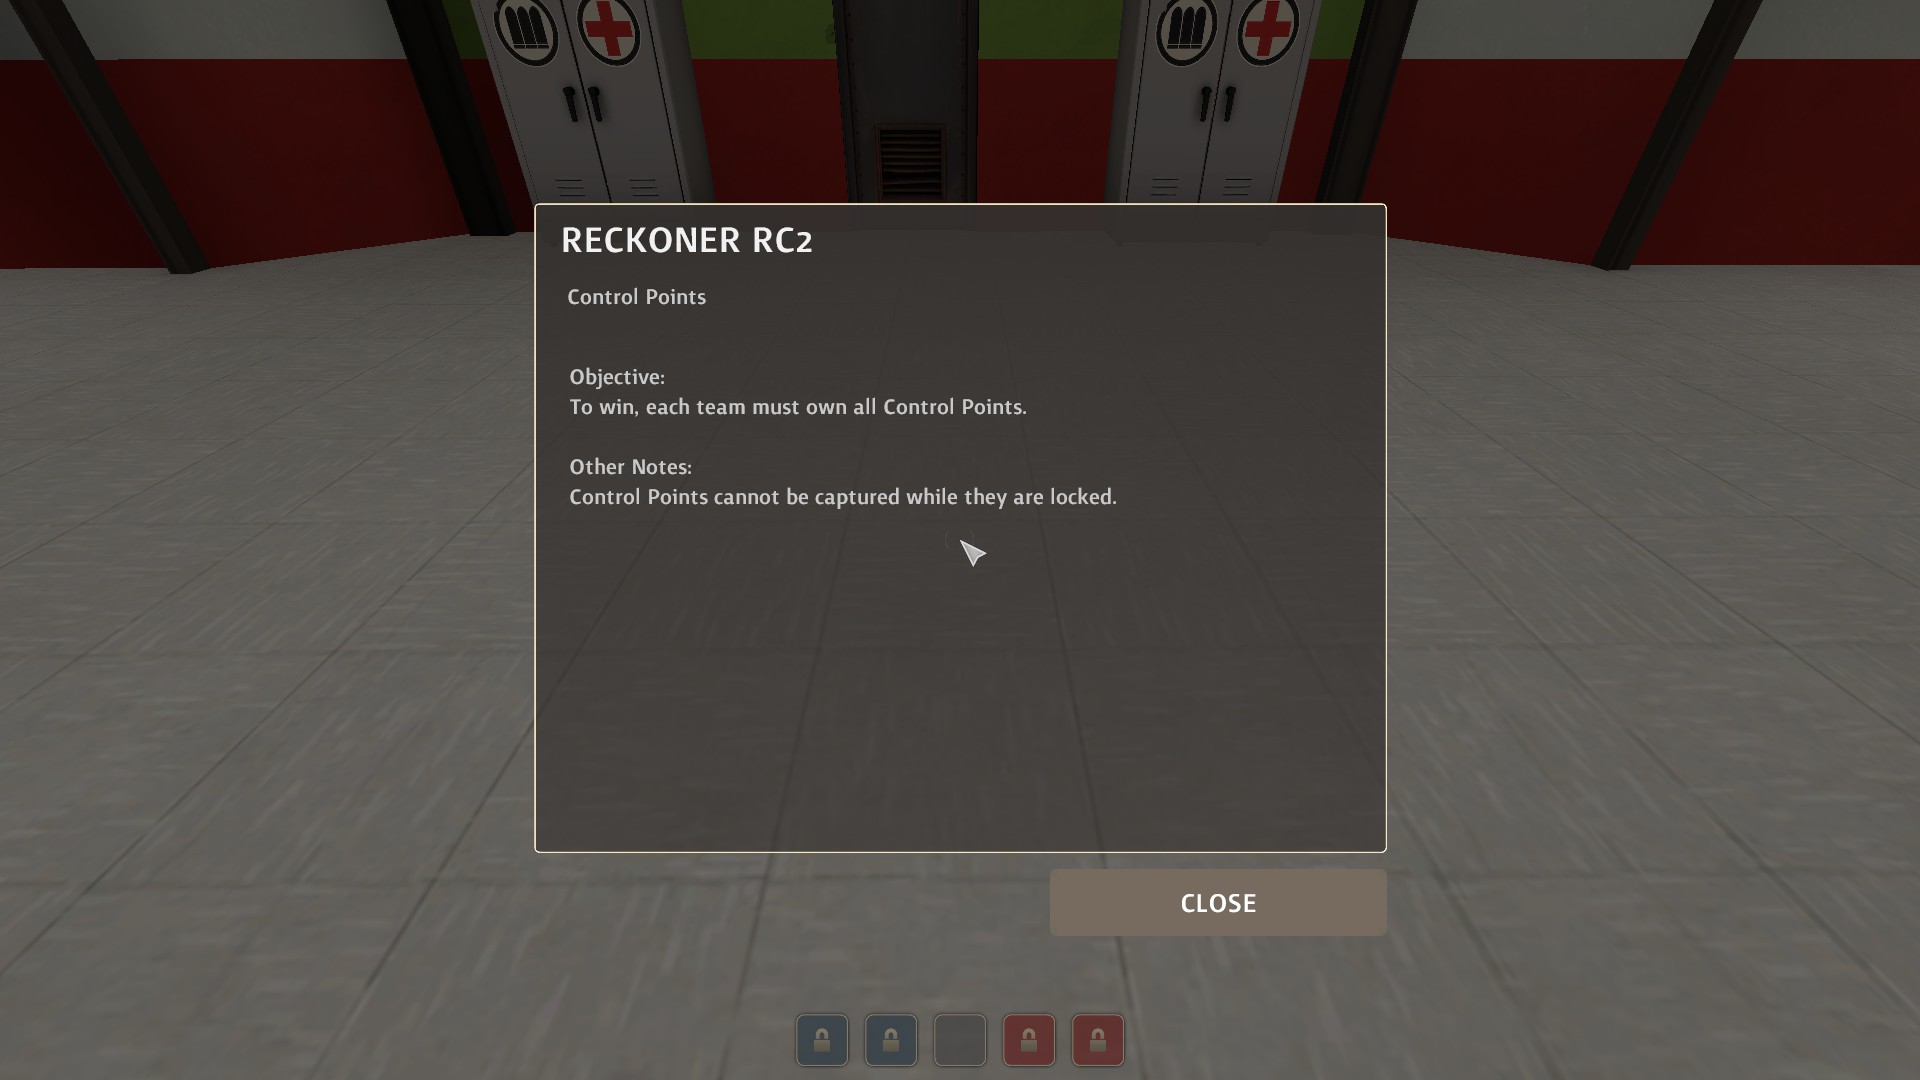 RECKONER RC2
Control Points
Objective:
To win, each team must own all Control Points.
Other Notes:
Control Points cannot be captured while they are locked.
CLOSE